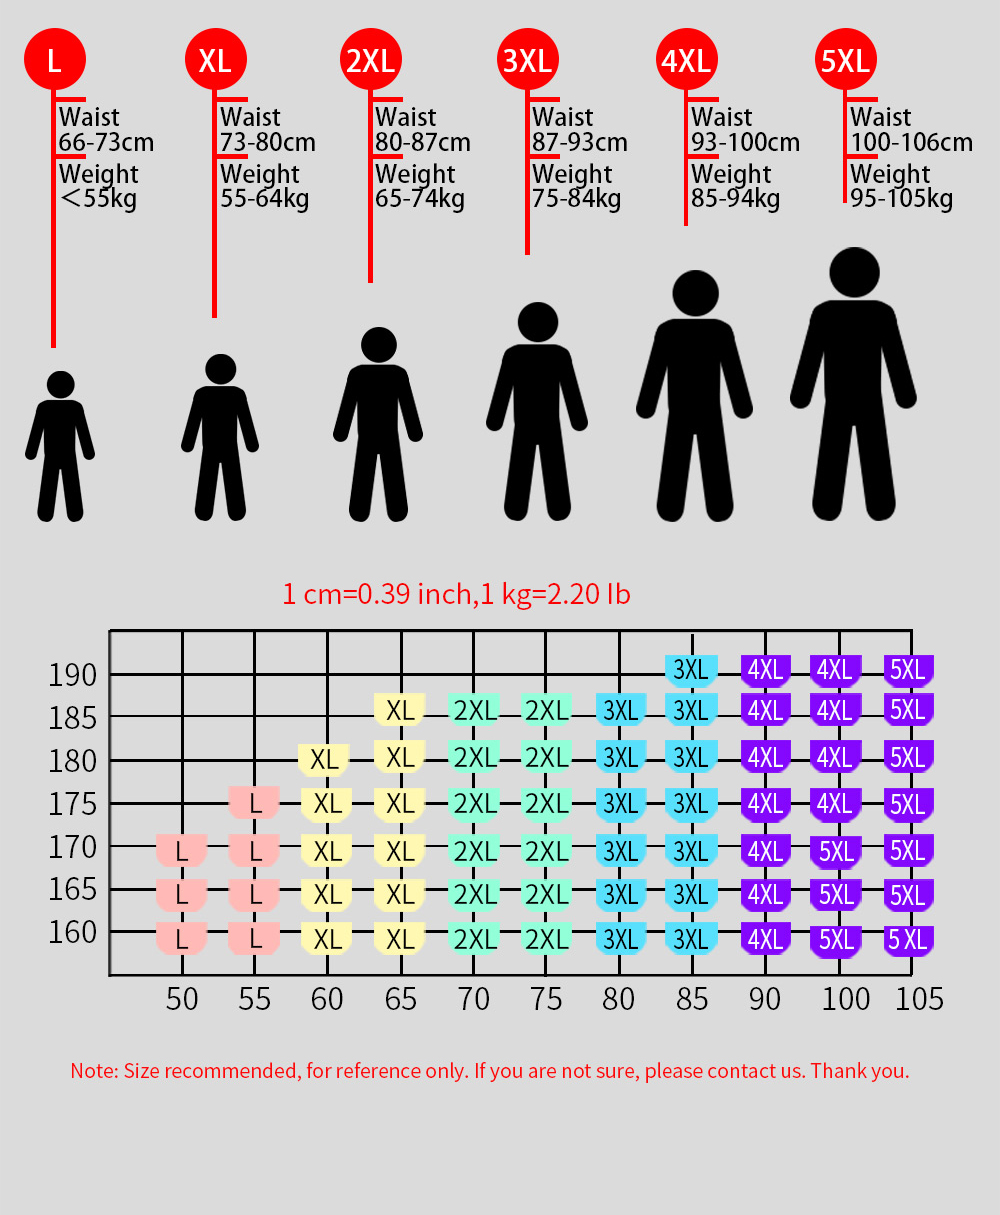 L XL 2XL 3XL 4XL 5XL
Waist Waist Waist Waist Waist Waist
66-73cm 73-80cm 80-87cm 87-93cm 93-100cm 100-106cm
Weight Weight Weight Weight Weight Weight
＜55kg 55-64kg 65-74kg 75-84kg 85-94kg 95-105kg
1 cm=0.39 inch,1 kg=2.20 Ib
190 3XL 4XL 4XL 5XL
185 XL 2XL 2XL 3XL 3XL 4XL 4XL 5XL
180 XL XL 2XL 2XL 3XL 3XL 4XL 4XL 5XL
175 L XL XL 2XL 2XL 3XL 3XL 4XL 4XL 5XL
170 L L XL XL 2XL 2XL 3XL 3XL 4XL 5XL 5XL
165 L L XL XL 2XL 2XL 3XL 3XL 4XL 5XL 5XL
160 L L XL XL 2XL 2XL 3XL 3XL 4XL 5XL 5XL
50 55 60 65 70 75 80 85 90 100 105
Note: Size recommended, for reference only. If you are not sure, please contact us. Thank you.